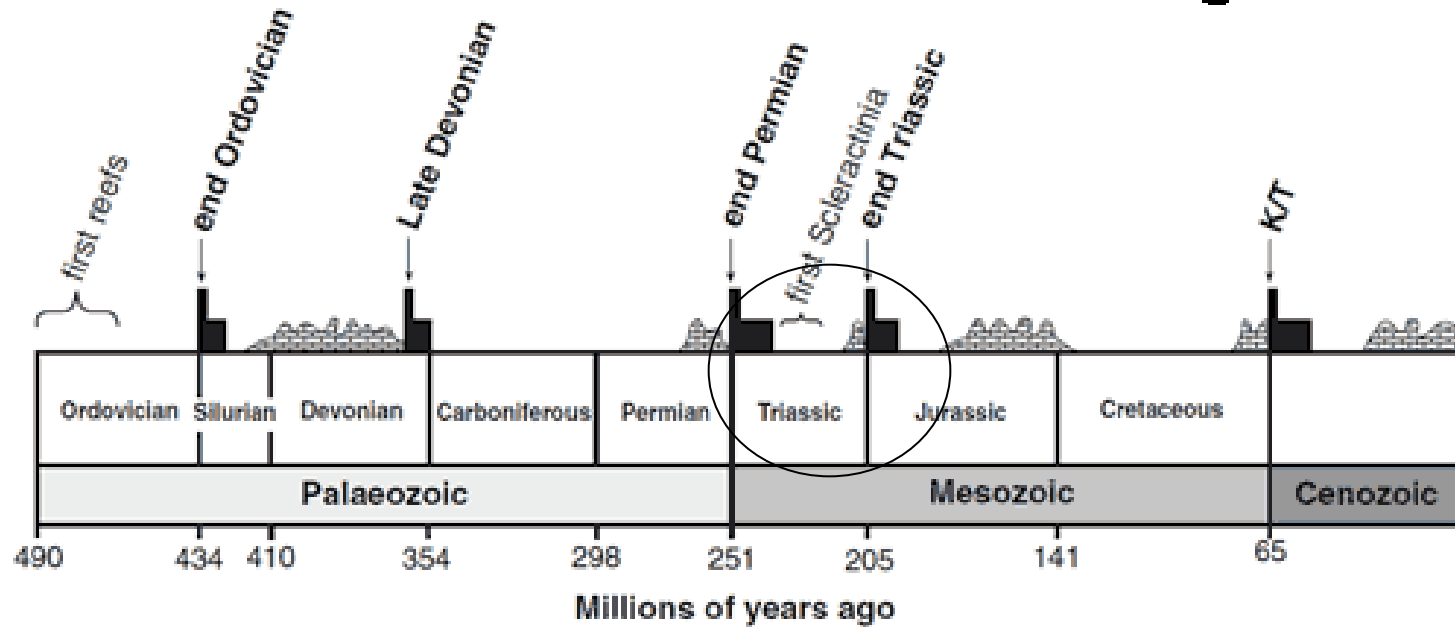 first reefs
end Ordovician
Late Devonian
end Permian
first Scleractinia
end Triassic
K/T
Ordovician
Silurian
Devonian
Carboniferous
Permian
Triassic
Jurassic
Cretaceous
Palaeozoic
Mesozoic
Cenozoic
490
434
410
354
298
251
205
141
65
Millions of years ago